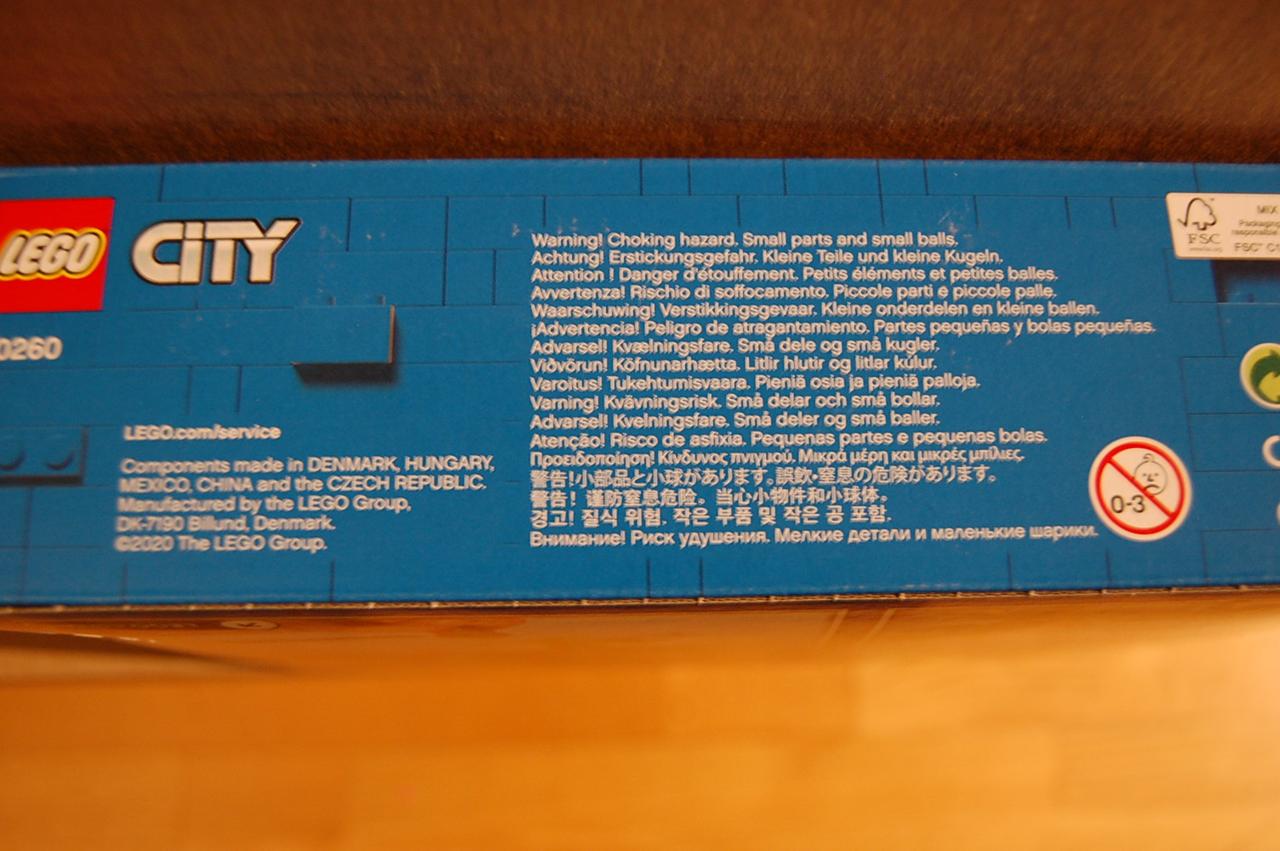 LEGO CITY
0260
LEGO.com/service
Components made in DENMARK, HUNGARY,
MEXICO, CHINA and the CZECH REPUBLIC.
Manufactured by the LEGO Group,
DK-7190 Billund, Denmark.
©2020 The LEGO Group.
Warning! Choking hazard. Small parts and small balls.
Achtung! Erstickungsgefahr. Kleine Teile und kleine Kugeln.
Attention ! Danger d'étouffement. Petits éléments et petites balles.
Avvertenza! Rischio di soffocamento. Piccole parti e piccole palle.
Waarschuwing! Verstikkingsgevaar. Kleine onderdelen en kleine ballen.
¡Advertencia! Peligro de atragantamiento. Partes pequeñas y bolas pequeñas.
Advarsel! Kvælningsfare. Små dele og små kugler.
Viðvörun! Köfnunarhætta. Litlir hlutir og litlar kúlur.
Varoitus! Tukehtumisvaara. Pieniä osia ja pieniä palloja.
Varning! Kvävningsrisk. Små delar och små bollar.
Advarsel! Kvelningsfare. Små deler og små baller.
Atenção! Risco de asfixia. Pequenas partes e pequenas bolas.
Προειδοποίηση! Κίνδυνος πνιγμού. Μικρά μέρη και μικρές μπίλιες.
警告!小部品と小球があります。誤飲・窒息の危険があります。
警告！谨防窒息危险。当心小物件和小球体。
경고! 질식 위험. 작은 부품 및 작은 공 포함.
Внимание! Риск удушения. Мелкие детали и маленькие шарики.
0-3
FSC
MIX
Packaging
FSC® C